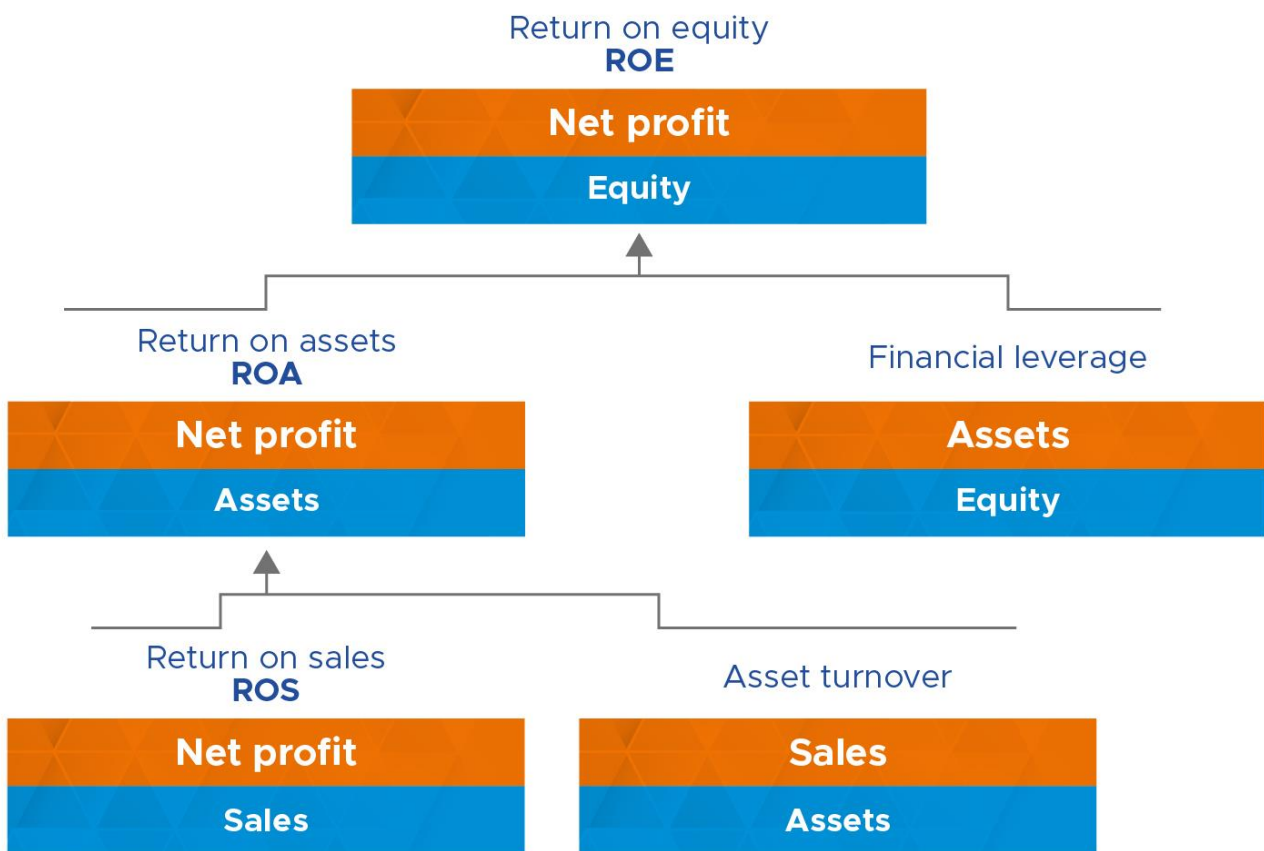 Return on equity
ROE
Net profit
Equity
Return on assets
ROA
Net profit
Assets
Financial leverage
Assets
Equity
Return on sales
ROS
Net profit
Sales
Asset turnover
Sales
Assets